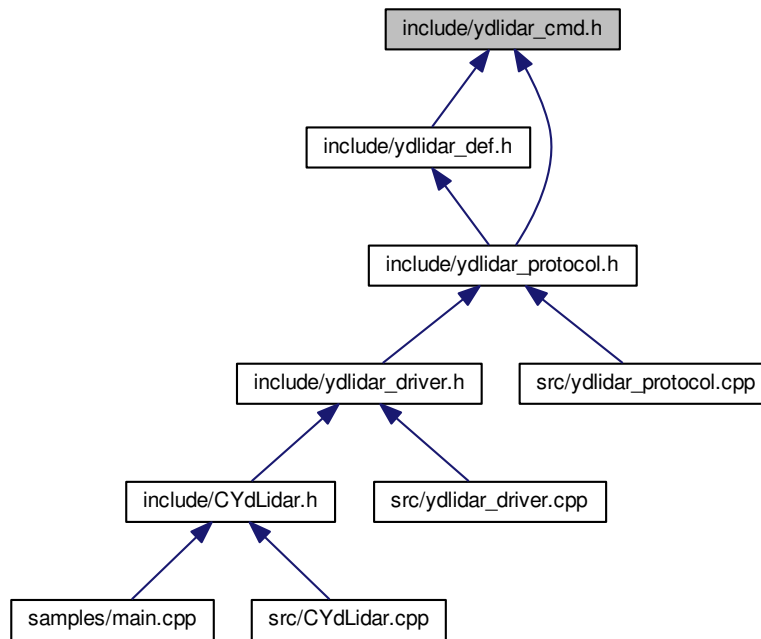 include/ydlidar_cmd.h
include/ydlidar_def.h
include/ydlidar_protocol.h
include/ydlidar_driver.h
src/ydlidar_protocol.cpp
include/CYdLidar.h
src/ydlidar_driver.cpp
samples/main.cpp
src/CYdLidar.cpp